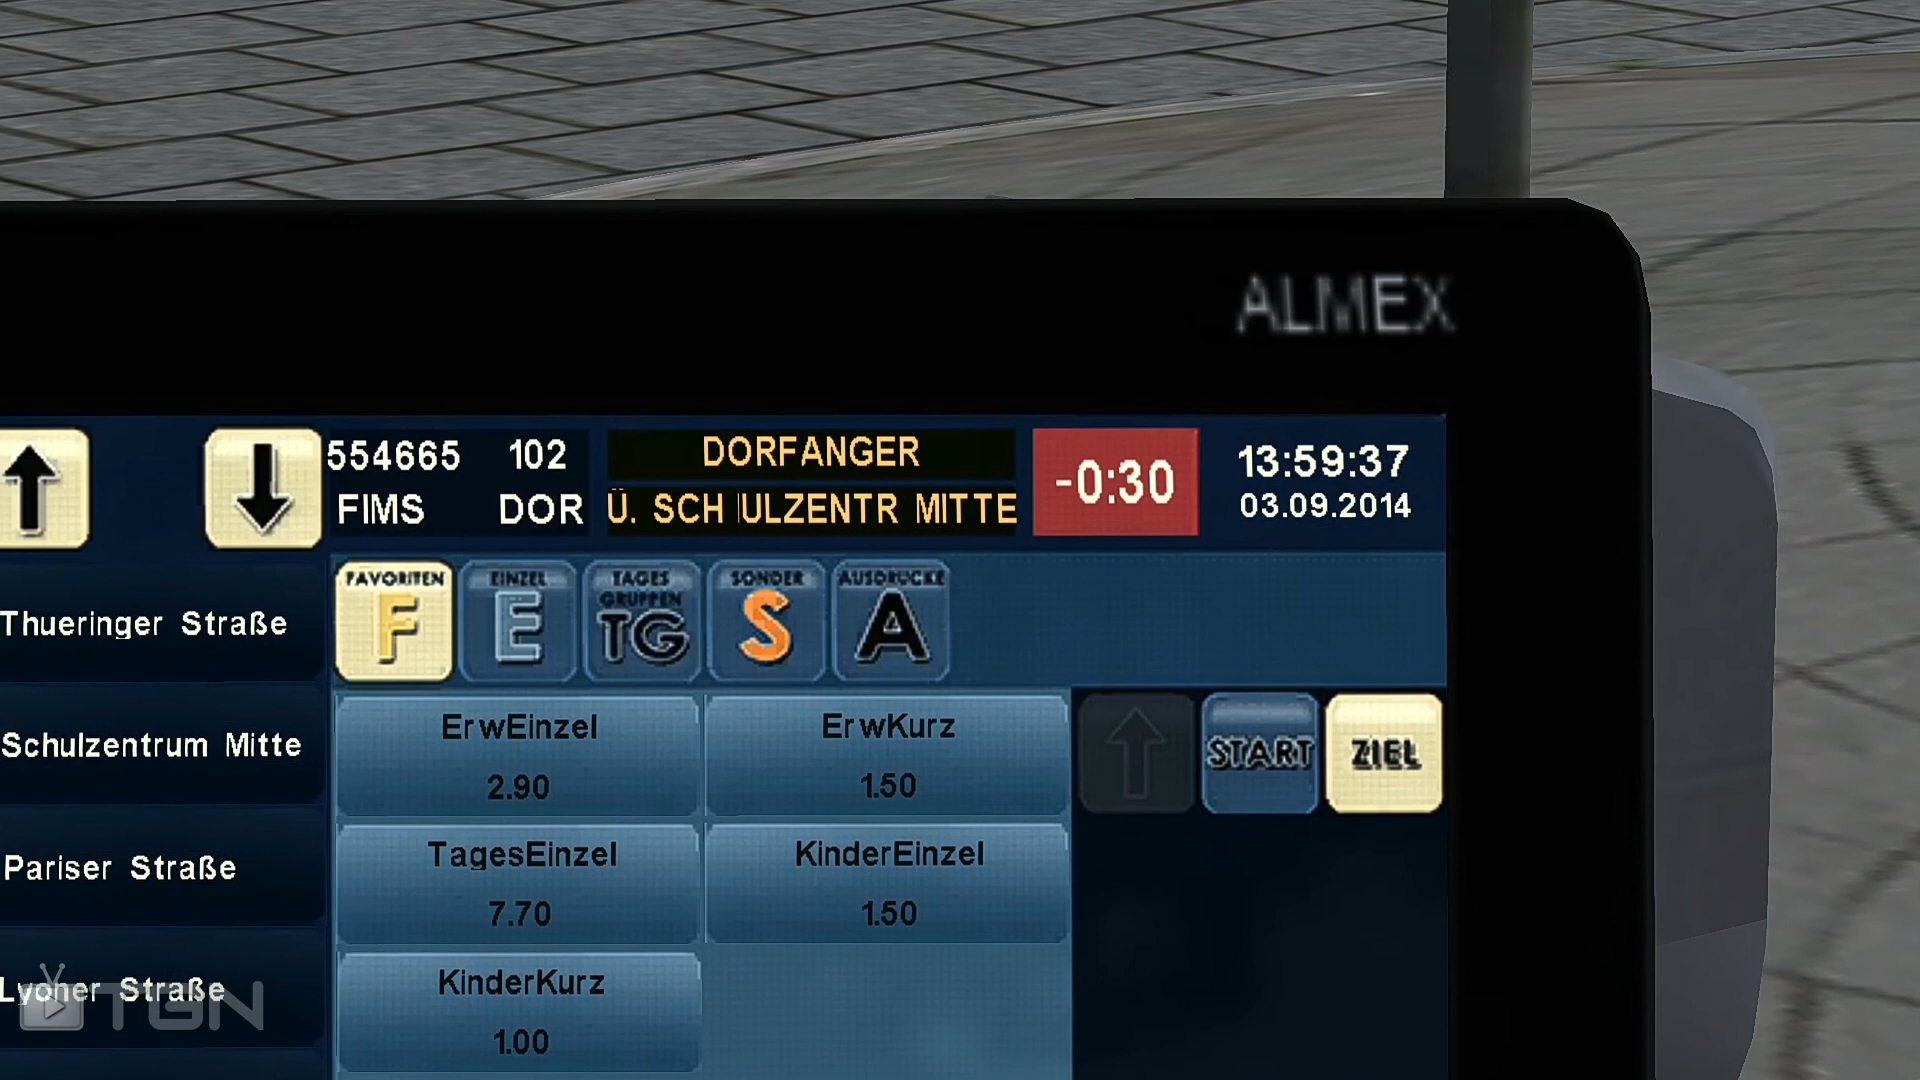 ALMEX
554665 102 DORFANGER -0:30 13:59:37
FIMS DOR Ü. SCHULZENTR MITTE 03.09.2014
FAVORITEN EINZEL TAGES SONDER AUSDRUCKE
GRUPPEN
F E TG S A
Thueringer Straße
Schulzentrum Mitte
Pariser Straße
Lyoner Straße
ErwEinzel ErwKurz
2.90 1.50
START ZIEL
TagesEinzel KinderEinzel
7.70 1.50
KinderKurz
1.00
TGN